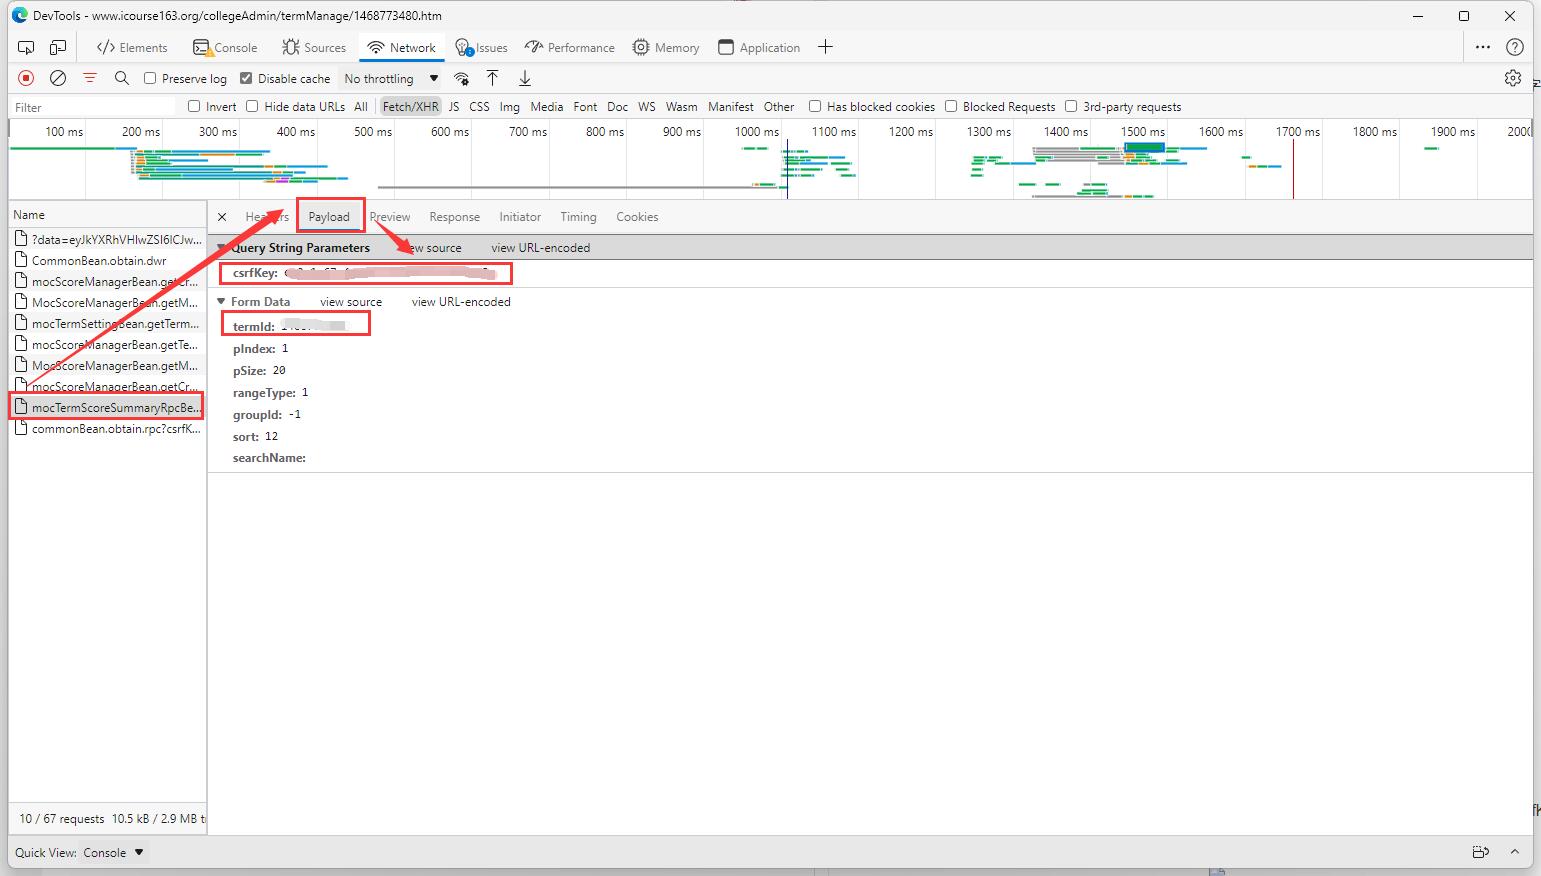 DevTools - www.icourse163.org/collegeAdmin/termManage/1468773480.htm
Elements Console Sources Network Issues Performance Memory Application
Preserve log Disable cache No throttling
Filter Invert Hide data URLs All Fetch/XHR JS CSS Img Media Font Doc WS Wasm Manifest Other Has blocked cookies Blocked Requests 3rd-party requests
100 ms 200 ms 300 ms 400 ms 500 ms 600 ms 700 ms 800 ms 900 ms 1000 ms 1100 ms 1200 ms 1300 ms 1400 ms 1500 ms 1600 ms 1700 ms 1800 ms 1900 ms 2000
Name
Headers Payload Preview Response Initiator Timing Cookies
?data=eyJkYXRhVHlwZSI6ICJw...
CommonBean.obtain.dwr
mocScoreManagerBean.getCr...
MocScoreManagerBean.getM...
mocTermSettingBean.getTerm...
mocScoreManagerBean.getTe...
MocScoreManagerBean.getM...
mocScoreManagerBean.getCr...
mocTermScoreSummaryRpcBe...
commonBean.obtain.rpc?csrfK...
Query String Parameters view source view URL-encoded
csrfKey:
Form Data view source view URL-encoded
termId:
pIndex: 1
pSize: 20
rangeType: 1
groupId: -1
sort: 12
searchName:
10 / 67 requests 10.5 kB / 2.9 MB
Quick View: Console